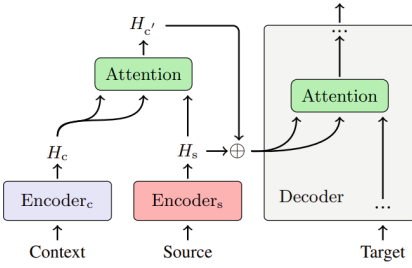 H_c'
...
Attention
Attention
H_c
H_s
⊕
Encoder_c
Encoder_s
Decoder
...
Context
Source
Target